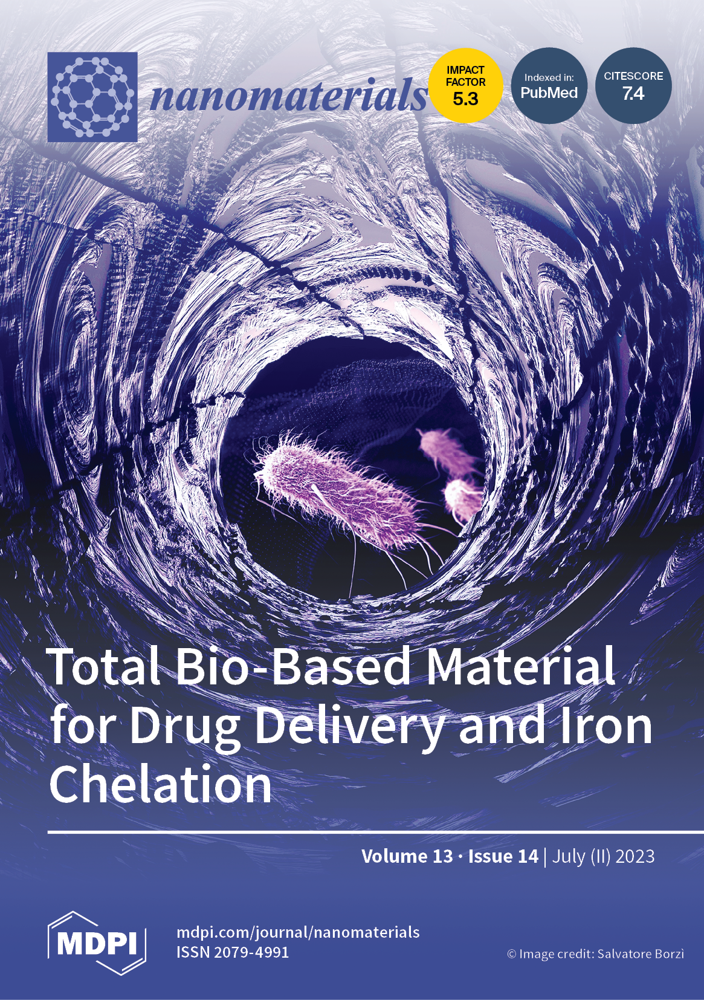 nanomaterials
IMPACT
FACTOR
5.3
Indexed in:
PubMed
CITESCORE
7.4
Total Bio-Based Material
for Drug Delivery and Iron
Chelation
Volume 13 · Issue 14 | July (II) 2023
MDPI
mdpi.com/journal/nanomaterials
ISSN 2079-4991
© Image credit: Salvatore Borzì